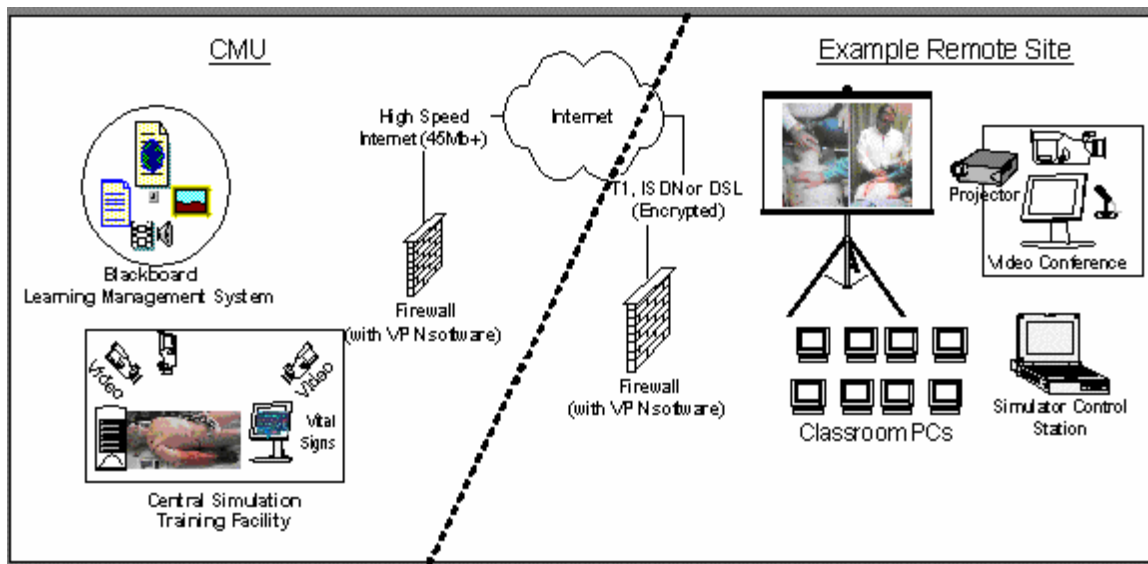 CMU
Blackboard
Learning Management System
Video
Video
Vital
Signs
Central Simulation
Training Facility
High Speed
Internet (45Mb+)
Firewall
(with VPN software)
Internet
T1, ISDN or DSL
(Encrypted)
Firewall
(with VPN software)
Example Remote Site
Projector
Video Conference
Classroom PCs
Simulator Control
Station